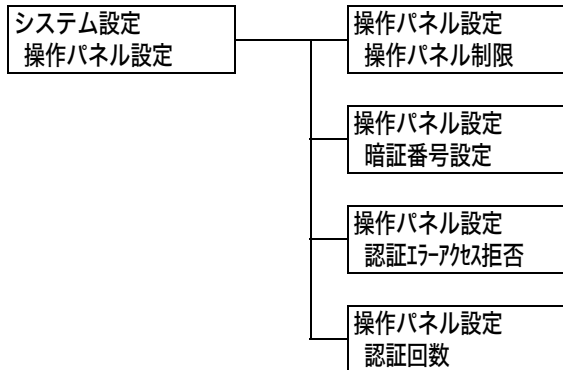 システム設定
操作パネル設定
操作パネル設定
操作パネル制限
操作パネル設定
暗証番号設定
操作パネル設定
認証ｴﾗｰｱｸｾｽ拒否
操作パネル設定
認証回数